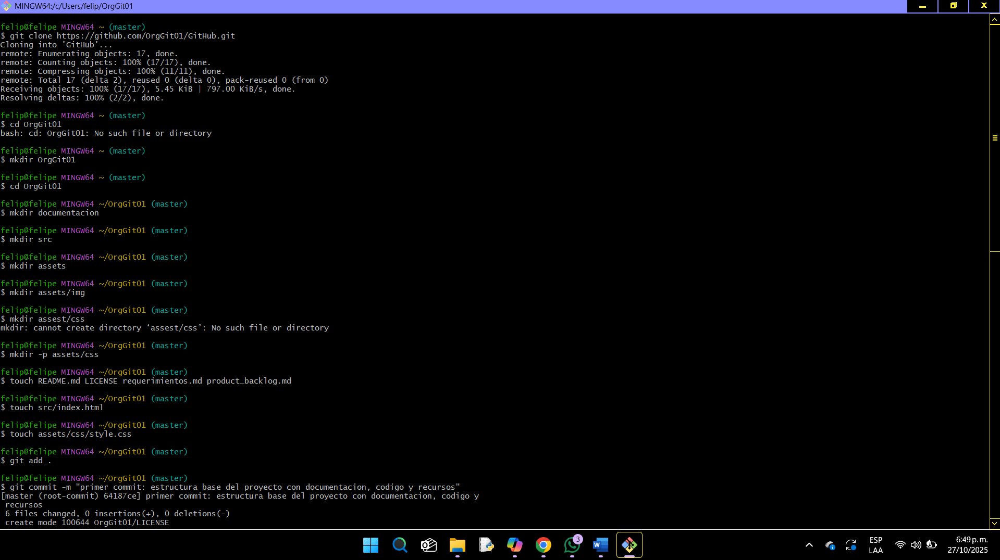 MINGW64:/c/Users/felip/OrgGit01
felip@felipe MINGW64 ~ (master)
$ git clone https://github.com/OrgGit01/GitHub.git
Cloning into 'GitHub'...
remote: Enumerating objects: 17, done.
remote: Counting objects: 100% (17/17), done.
remote: Compressing objects: 100% (11/11), done.
remote: Total 17 (delta 2), reused 0 (delta 0), pack-reused 0 (from 0)
Receiving objects: 100% (17/17), 5.45 KiB | 797.00 KiB/s, done.
Resolving deltas: 100% (2/2), done.
felip@felipe MINGW64 ~ (master)
$ cd OrgGit01
bash: cd: OrgGit01: No such file or directory
felip@felipe MINGW64 ~ (master)
$ mkdir OrgGit01
felip@felipe MINGW64 ~ (master)
$ cd OrgGit01
felip@felipe MINGW64 ~/OrgGit01 (master)
$ mkdir documentacion
felip@felipe MINGW64 ~/OrgGit01 (master)
$ mkdir src
felip@felipe MINGW64 ~/OrgGit01 (master)
$ mkdir assets
felip@felipe MINGW64 ~/OrgGit01 (master)
$ mkdir assets/img
felip@felipe MINGW64 ~/OrgGit01 (master)
$ mkdir assest/css
mkdir: cannot create directory ‘assest/css’: No such file or directory
felip@felipe MINGW64 ~/OrgGit01 (master)
$ mkdir -p assets/css
felip@felipe MINGW64 ~/OrgGit01 (master)
$ touch README.md LICENSE requerimientos.md product_backlog.md
felip@felipe MINGW64 ~/OrgGit01 (master)
$ touch src/index.html
felip@felipe MINGW64 ~/OrgGit01 (master)
$ touch assets/css/style.css
felip@felipe MINGW64 ~/OrgGit01 (master)
$ git add .
felip@felipe MINGW64 ~/OrgGit01 (master)
$ git commit -m "primer commit: estructura base del proyecto con documentacion, codigo y recursos"
[master (root-commit) 64187ce] primer commit: estructura base del proyecto con documentacion, codigo y
recursos
6 files changed, 0 insertions(+), 0 deletions(-)
create mode 100644 OrgGit01/LICENSE
3
ESP
LAA
6:49 p. m.
27/10/2025